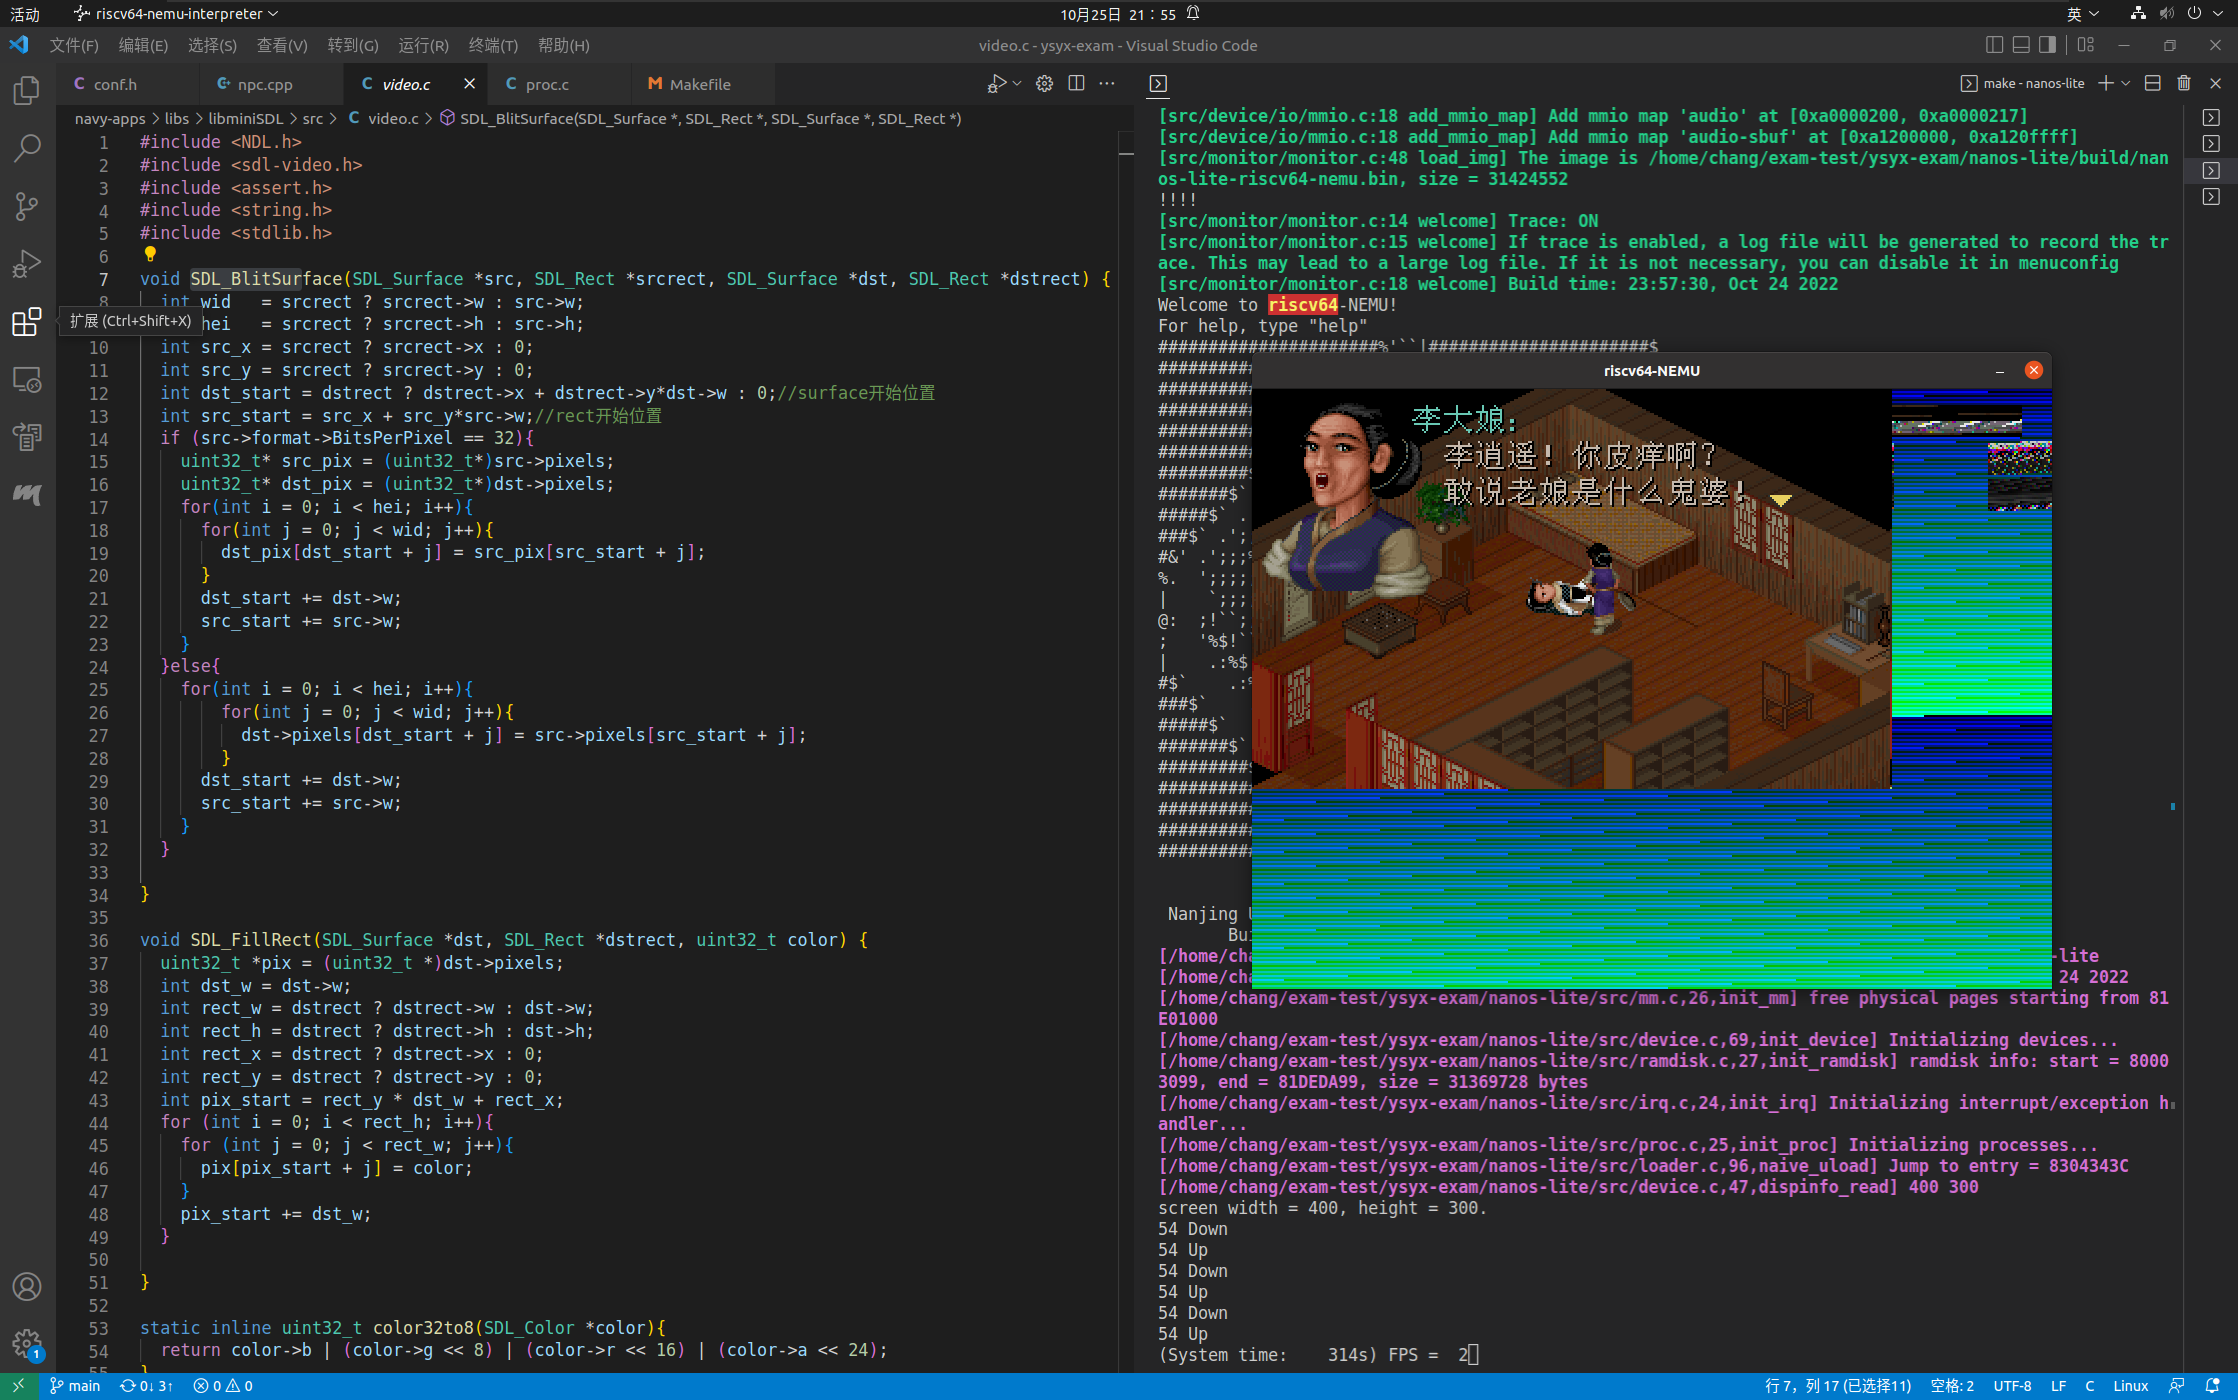 活动
riscv64-nemu-interpreter
10月25日 21：55
英
文件(F) 编辑(E) 选择(S) 查看(V) 转到(G) 运行(R) 终端(T) 帮助(H)
video.c - ysyx-exam - Visual Studio Code
conf.h npc.cpp video.c proc.c Makefile
make - nanos-lite
navy-apps > libs > libminiSDL > src > video.c > SDL_BlitSurface(SDL_Surface *, SDL_Rect *, SDL_Surface *, SDL_Rect *)
1 #include <NDL.h>
2 #include <sdl-video.h>
3 #include <assert.h>
4 #include <string.h>
5 #include <stdlib.h>
6
7 void SDL_BlitSurface(SDL_Surface *src, SDL_Rect *srcrect, SDL_Surface *dst, SDL_Rect *dstrect) {
8 int wid = srcrect ? srcrect->w : src->w;
扩展 (Ctrl+Shift+X)
hei = srcrect ? srcrect->h : src->h;
10 int src_x = srcrect ? srcrect->x : 0;
11 int src_y = srcrect ? srcrect->y : 0;
12 int dst_start = dstrect ? dstrect->x + dstrect->y*dst->w : 0;//surface开始位置
13 int src_start = src_x + src_y*src->w;//rect开始位置
14 if (src->format->BitsPerPixel == 32){
15 uint32_t* src_pix = (uint32_t*)src->pixels;
16 uint32_t* dst_pix = (uint32_t*)dst->pixels;
17 for(int i = 0; i < hei; i++){
18 for(int j = 0; j < wid; j++){
19 dst_pix[dst_start + j] = src_pix[src_start + j];
20 }
21 dst_start += dst->w;
22 src_start += src->w;
23 }
24 }else{
25 for(int i = 0; i < hei; i++){
26 for(int j = 0; j < wid; j++){
27 dst->pixels[dst_start + j] = src->pixels[src_start + j];
28 }
29 dst_start += dst->w;
30 src_start += src->w;
31 }
32 }
33
34 }
35
36 void SDL_FillRect(SDL_Surface *dst, SDL_Rect *dstrect, uint32_t color) {
37 uint32_t *pix = (uint32_t *)dst->pixels;
38 int dst_w = dst->w;
39 int rect_w = dstrect ? dstrect->w : dst->w;
40 int rect_h = dstrect ? dstrect->h : dst->h;
41 int rect_x = dstrect ? dstrect->x : 0;
42 int rect_y = dstrect ? dstrect->y : 0;
43 int pix_start = rect_y * dst_w + rect_x;
44 for (int i = 0; i < rect_h; i++){
45 for (int j = 0; j < rect_w; j++){
46 pix[pix_start + j] = color;
47 }
48 pix_start += dst_w;
49 }
50
51 }
52
53 static inline uint32_t color32to8(SDL_Color *color){
54 return color->b | (color->g << 8) | (color->r << 16) | (color->a << 24);
55 }
[src/device/io/mmio.c:18 add_mmio_map] Add mmio map 'audio' at [0xa0000200, 0xa0000217]
[src/device/io/mmio.c:18 add_mmio_map] Add mmio map 'audio-sbuf' at [0xa1200000, 0xa120ffff]
[src/monitor/monitor.c:48 load_img] The image is /home/chang/exam-test/ysyx-exam/nanos-lite/build/nan
os-lite-riscv64-nemu.bin, size = 31424552
!!!!
[src/monitor/monitor.c:14 welcome] Trace: ON
[src/monitor/monitor.c:15 welcome] If trace is enabled, a log file will be generated to record the tr
ace. This may lead to a large log file. If it is not necessary, you can disable it in menuconfig
[src/monitor/monitor.c:18 welcome] Build time: 23:57:30, Oct 24 2022
Welcome to riscv64-NEMU!
For help, type "help"
######################%'``|######################$
riscv64-NEMU
李大娘：
李逍遥！你皮痒啊？
敢说老娘是什么鬼婆！
Nanjing
Bui
[/home/cha
-lite
[/home/cha
24 2022
[/home/chang/exam-test/ysyx-exam/nanos-lite/src/mm.c,26,init_mm] free physical pages starting from 81
E01000
[/home/chang/exam-test/ysyx-exam/nanos-lite/src/device.c,69,init_device] Initializing devices...
[/home/chang/exam-test/ysyx-exam/nanos-lite/src/ramdisk.c,27,init_ramdisk] ramdisk info: start = 8000
3099, end = 81DEDA99, size = 31369728 bytes
[/home/chang/exam-test/ysyx-exam/nanos-lite/src/irq.c,24,init_irq] Initializing interrupt/exception h
andler...
[/home/chang/exam-test/ysyx-exam/nanos-lite/src/proc.c,25,init_proc] Initializing processes...
[/home/chang/exam-test/ysyx-exam/nanos-lite/src/loader.c,96,naive_uload] Jump to entry = 8304343C
[/home/chang/exam-test/ysyx-exam/nanos-lite/src/device.c,47,dispinfo_read] 400 300
screen width = 400, height = 300.
54 Down
54 Up
54 Down
54 Up
54 Down
54 Up
(System time: 314s) FPS = 2
1
main 0↓ 3↑ 0 0
行 7，列 17 (已选择11) 空格: 2 UTF-8 LF C Linux